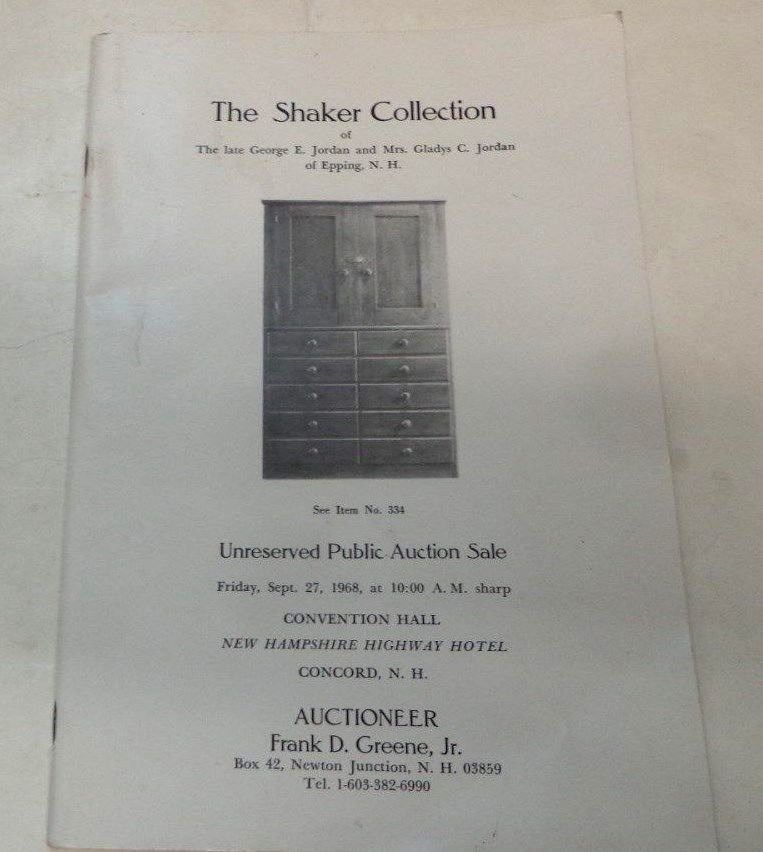 The Shaker Collection
of
The late George E. Jordan and Mrs. Gladys C. Jordan
of Epping, N. H.
See Item No. 334
Unreserved Public Auction Sale
Friday, Sept. 27, 1968, at 10:00 A. M. sharp
CONVENTION HALL
NEW HAMPSHIRE HIGHWAY HOTEL
CONCORD, N. H.
AUCTIONEER
Frank D. Greene, Jr.
Box 42, Newton Junction, N. H. 03859
Tel. 1-603-382-6990